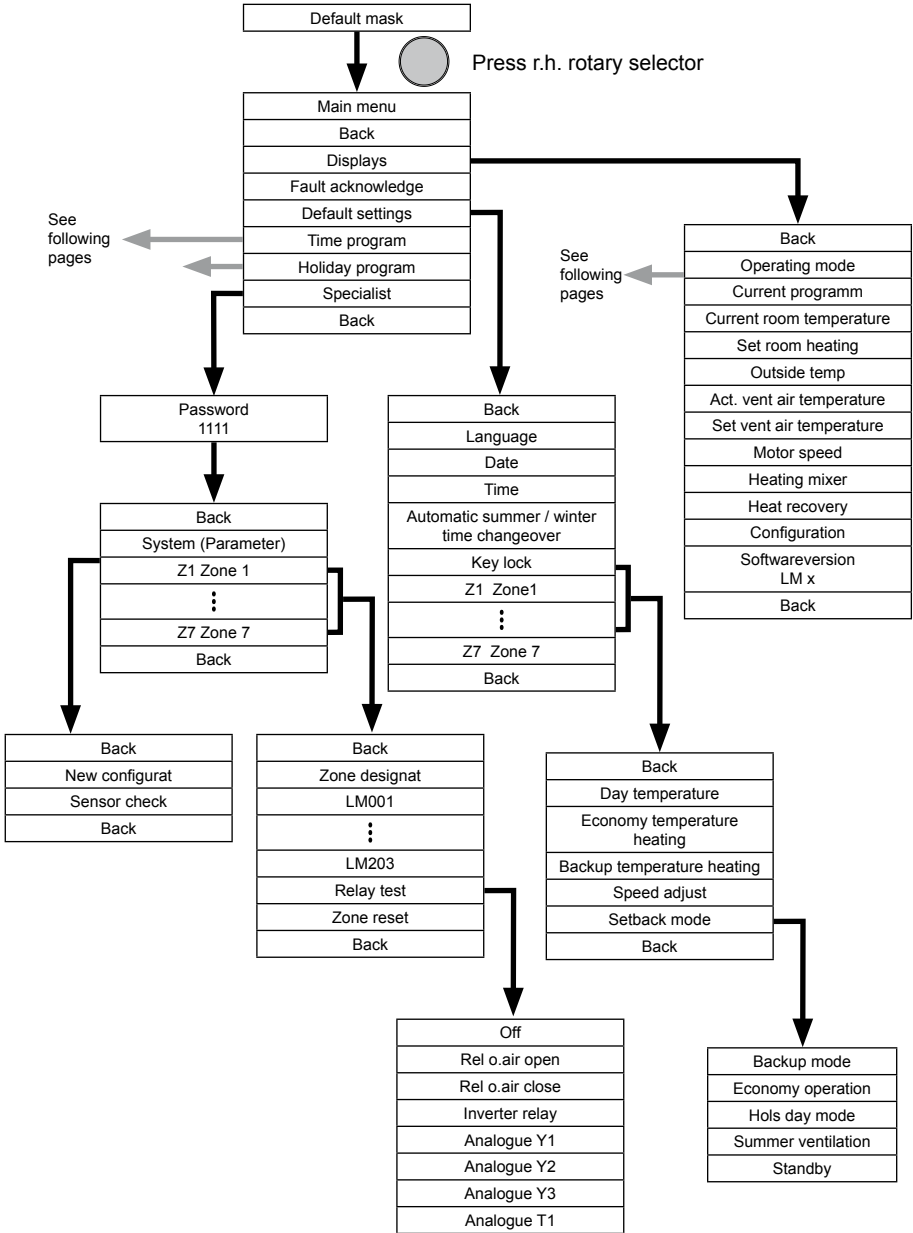 Default mask
Press r.h. rotary selector
Main menu
Back
Displays
Fault acknowledge
Default settings
Time program
Holiday program
Specialist
Back
See
following
pages
See
following
pages
Back
Operating mode
Current programm
Current room temperature
Set room heating
Outside temp
Act. vent air temperature
Set vent air temperature
Motor speed
Heating mixer
Heat recovery
Configuration
Softwareversion
LM x
Back
Password
1111
Back
System (Parameter)
Z1 Zone 1
Z7 Zone 7
Back
Back
Language
Date
Time
Automatic summer / winter
time changeover
Key lock
Z1 Zone1
Z7 Zone 7
Back
Back
New configurat
Sensor check
Back
Back
Zone designat
LM001
LM203
Relay test
Zone reset
Back
Back
Day temperature
Economy temperature
heating
Backup temperature heating
Speed adjust
Setback mode
Back
Off
Rel o.air open
Rel o.air close
Inverter relay
Analogue Y1
Analogue Y2
Analogue Y3
Analogue T1
Backup mode
Economy operation
Hols day mode
Summer ventilation
Standby